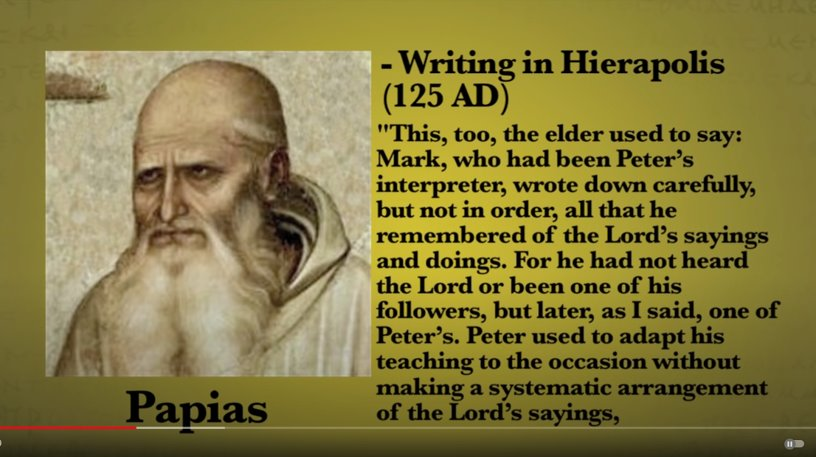 - Writing in Hierapolis
(125 AD)
"This, too, the elder used to say:
Mark, who had been Peter’s
interpreter, wrote down carefully,
but not in order, all that he
remembered of the Lord’s sayings
and doings. For he had not heard
the Lord or been one of his
followers, but later, as I said, one of
Peter’s. Peter used to adapt his
teaching to the occasion without
making a systematic arrangement
of the Lord’s sayings,
Papias